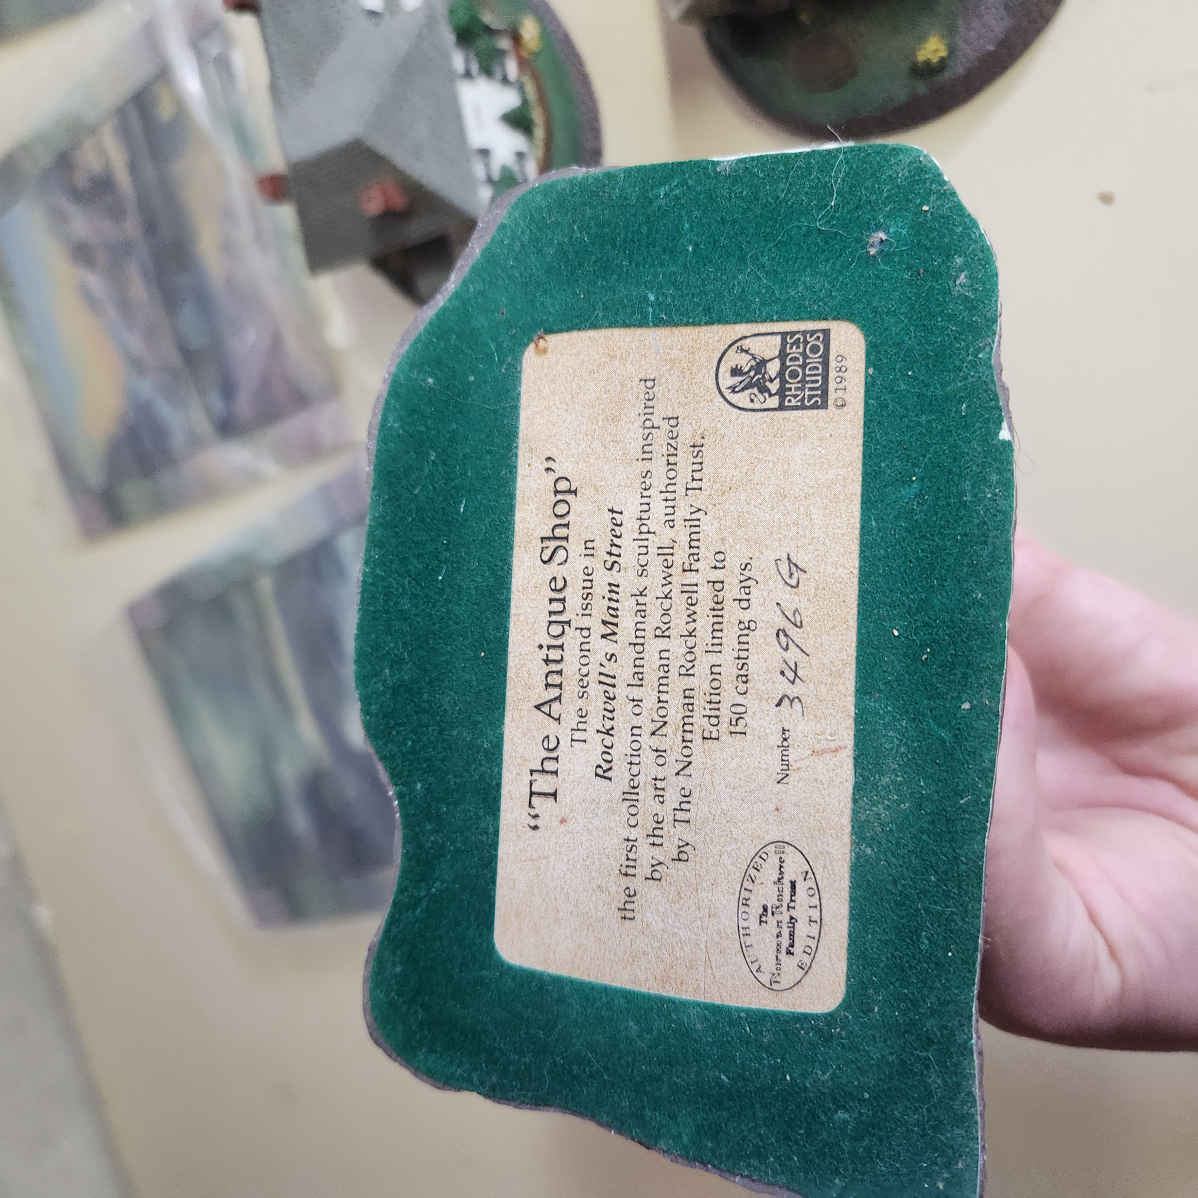 "The Antique Shop"
The second issue in
Rockwell's Main Street
the first collection of landmark sculptures inspired
by the art of Norman Rockwell, authorized
by The Norman Rockwell Family Trust.
Edition limited to
150 casting days.
Number 3496 G
AUTHORIZED
The
Norman Rockwell
Family Trust
EDITION
RHODES
STUDIOS
©1989